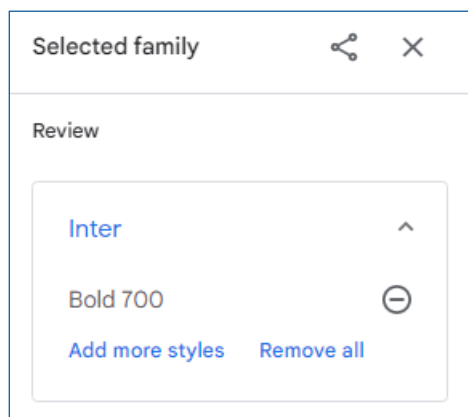 Selected family
Review
Inter
Bold 700
Add more styles Remove all